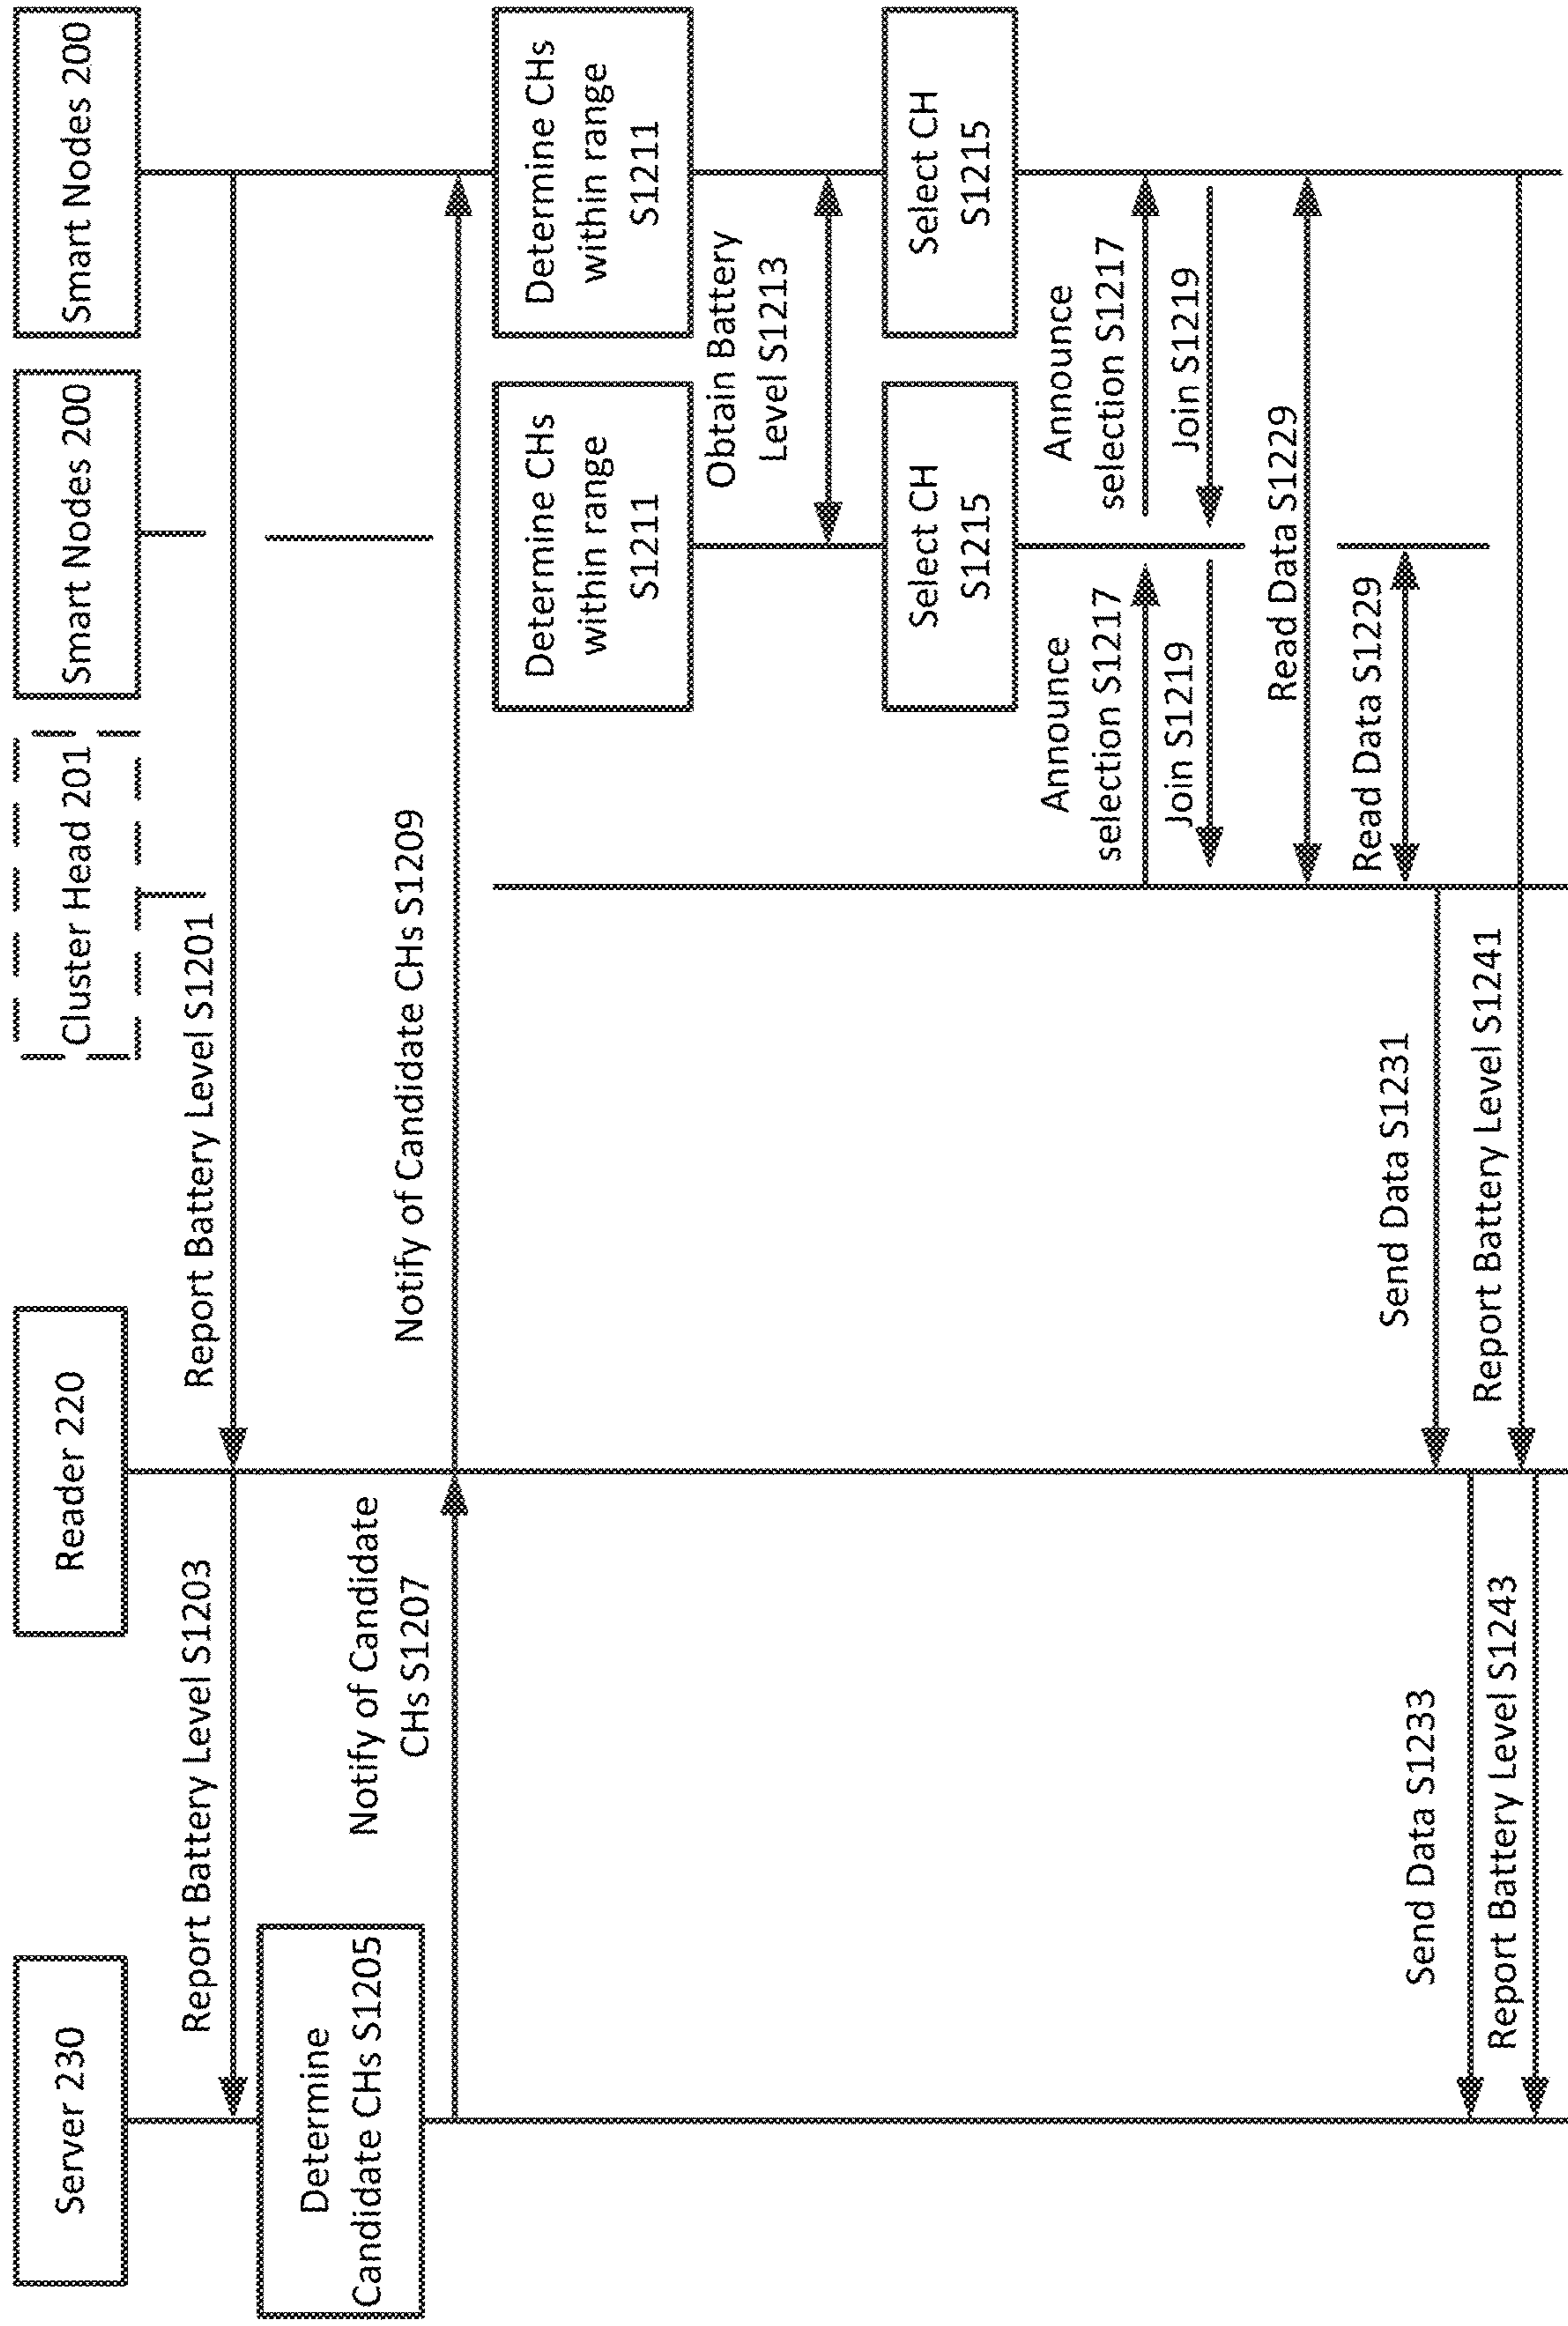 Server 230
Reader 220
Cluster Head 201
Smart Nodes 200
Smart Nodes 200
Report Battery Level S1203
Report Battery Level S1201
Determine
Candidate CHs S1205
Notify of Candidate
CHs S1207
Notify of Candidate CHs S1209
Determine CHs
within range
S1211
Determine CHs
within range
S1211
Obtain Battery
Level S1213
Select CH
S1215
Select CH
S1215
Announce
selection S1217
Announce
selection S1217
Join S1219
Join S1219
Read Data S1229
Read Data S1229
Send Data S1231
Send Data S1233
Report Battery Level S1241
Report Battery Level S1243